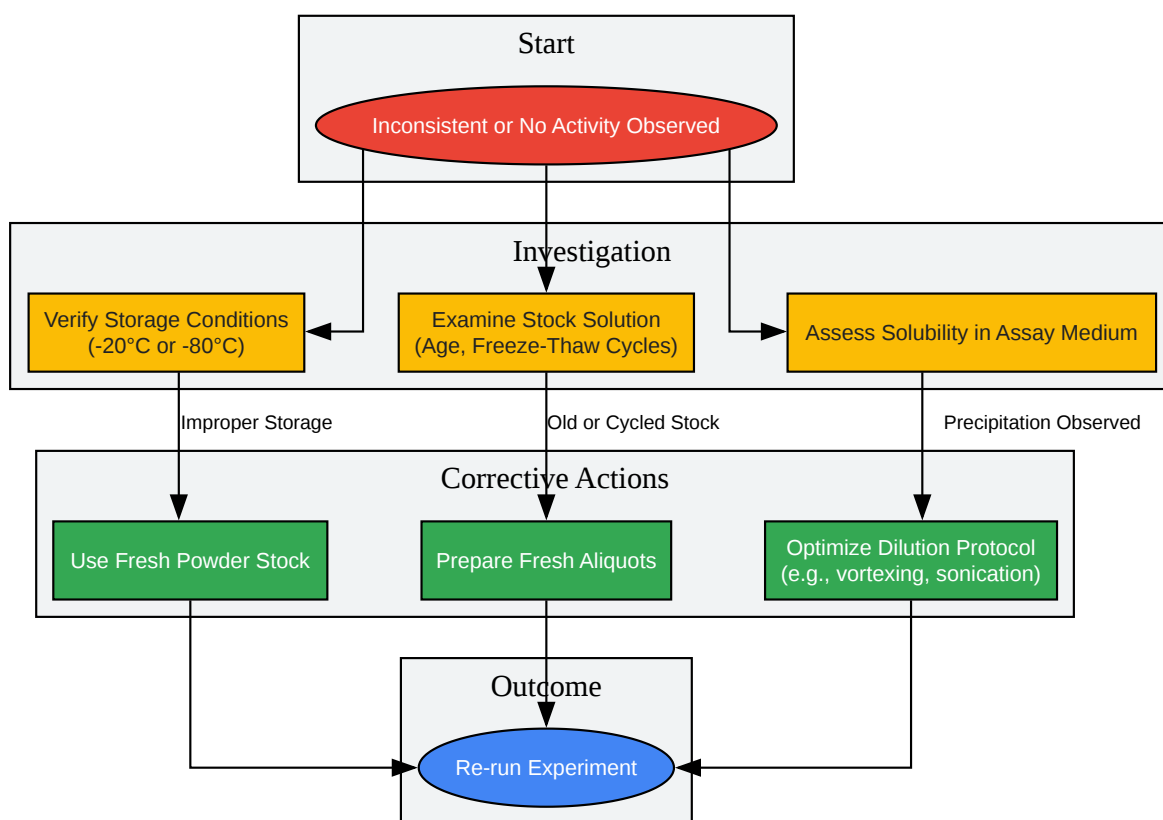 Start
Inconsistent or No Activity Observed
Investigation
Verify Storage Conditions
(-20°C or -80°C)
Examine Stock Solution
(Age, Freeze-Thaw Cycles)
Assess Solubility in Assay Medium
Improper Storage
Old or Cycled Stock
Precipitation Observed
Corrective Actions
Use Fresh Powder Stock
Prepare Fresh Aliquots
Optimize Dilution Protocol
(e.g., vortexing, sonication)
Outcome
Re-run Experiment